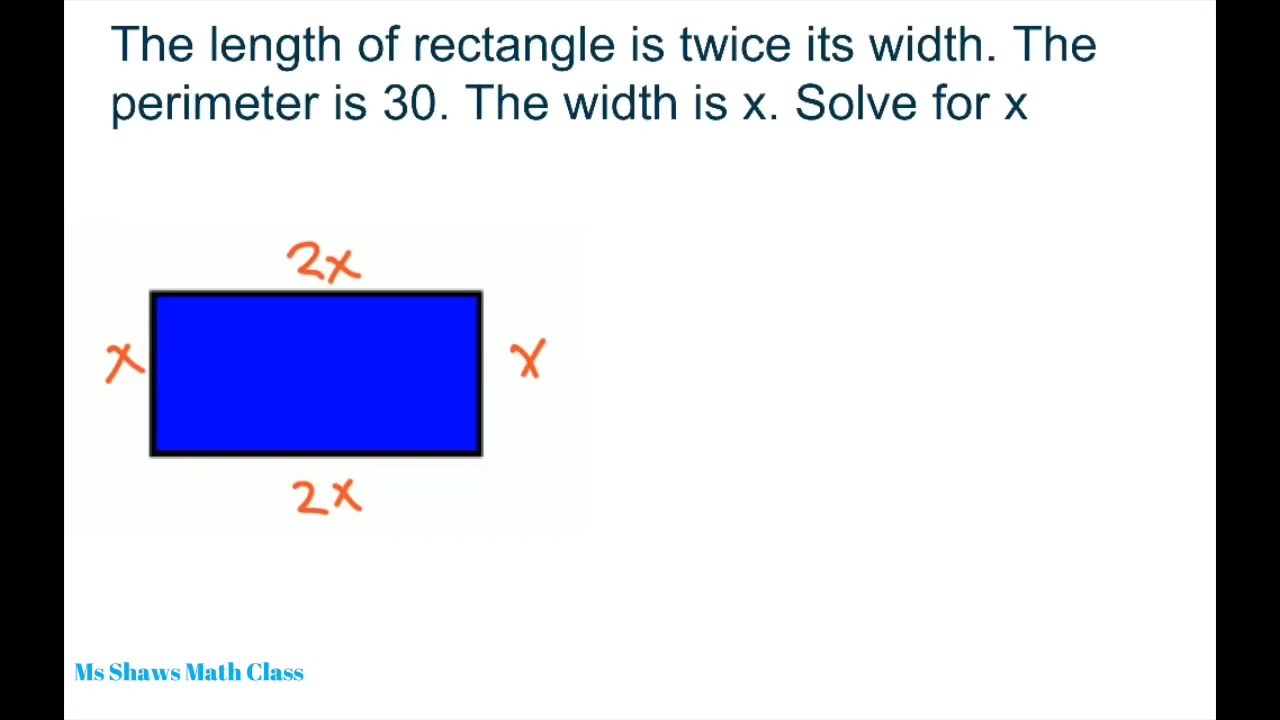 The length of rectangle is twice its width. The
perimeter is 30. The width is x. Solve for x
2x
x
x
2x
Ms Shaws Math Class